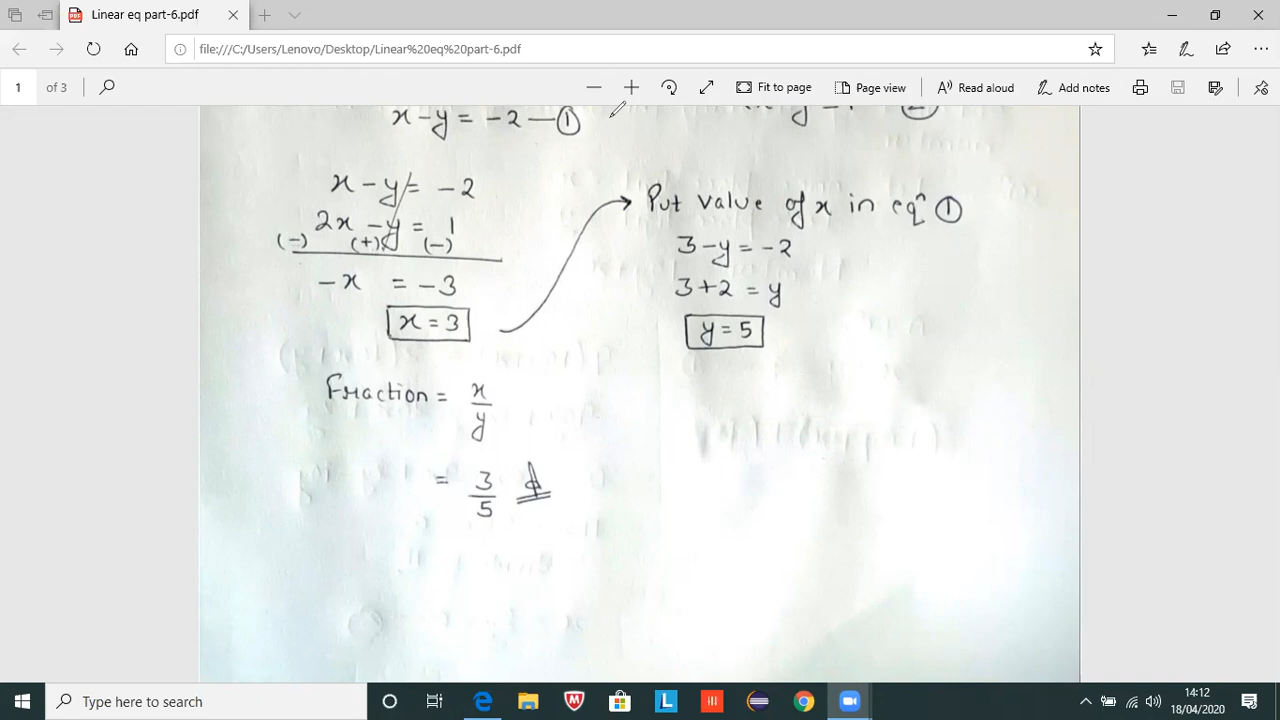 Linear eq part-6.pdf
file:///C:/Users/Lenovo/Desktop/Linear%20eq%20part-6.pdf
1 of 3 Fit to page Page view Read aloud Add notes
x-y = -2 — ①
x - y = -2
2x - y = 1
(-) (+) (-)
-x = -3
x = 3
Put value of x in eqⁿ ①
3 - y = -2
3+2 = y
y = 5
Fraction = x/y
= 3/5
Type here to search
14:12
18/04/2020